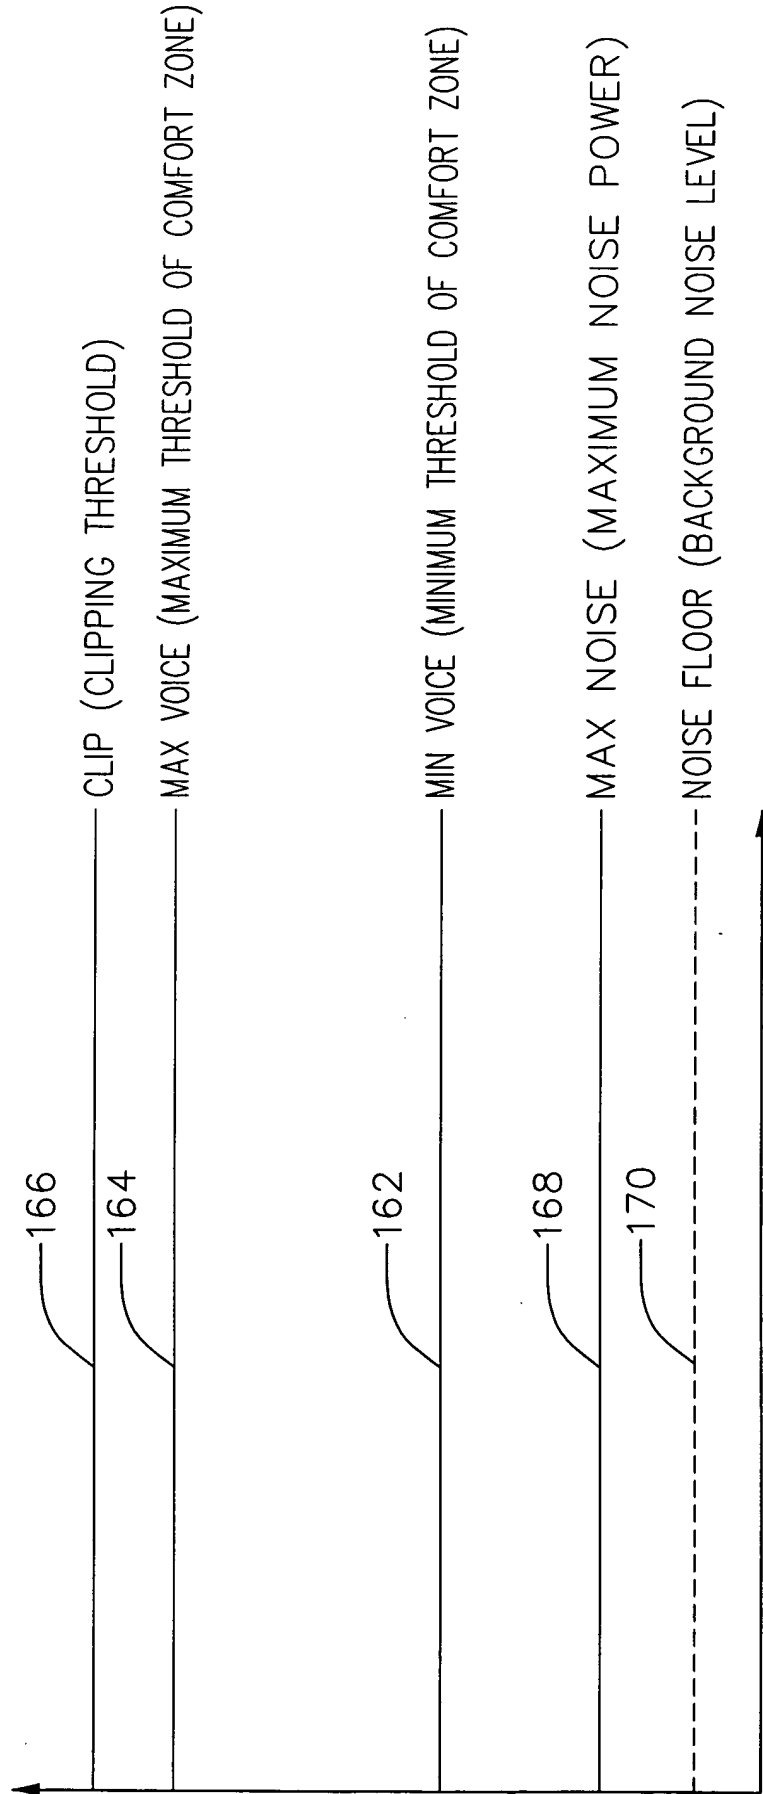 166
CLIP (CLIPPING THRESHOLD)
164
MAX VOICE (MAXIMUM THRESHOLD OF COMFORT ZONE)
162
MIN VOICE (MINIMUM THRESHOLD OF COMFORT ZONE)
168
MAX NOISE (MAXIMUM NOISE POWER)
170
NOISE FLOOR (BACKGROUND NOISE LEVEL)